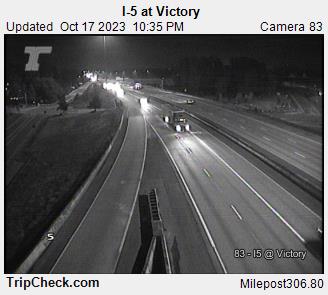 I-5 at Victory
Updated  Oct 17 2023  10:35 PM  Camera 83
T
5
83 - I5 @ Victory
TripCheck.com  Milepost306.80